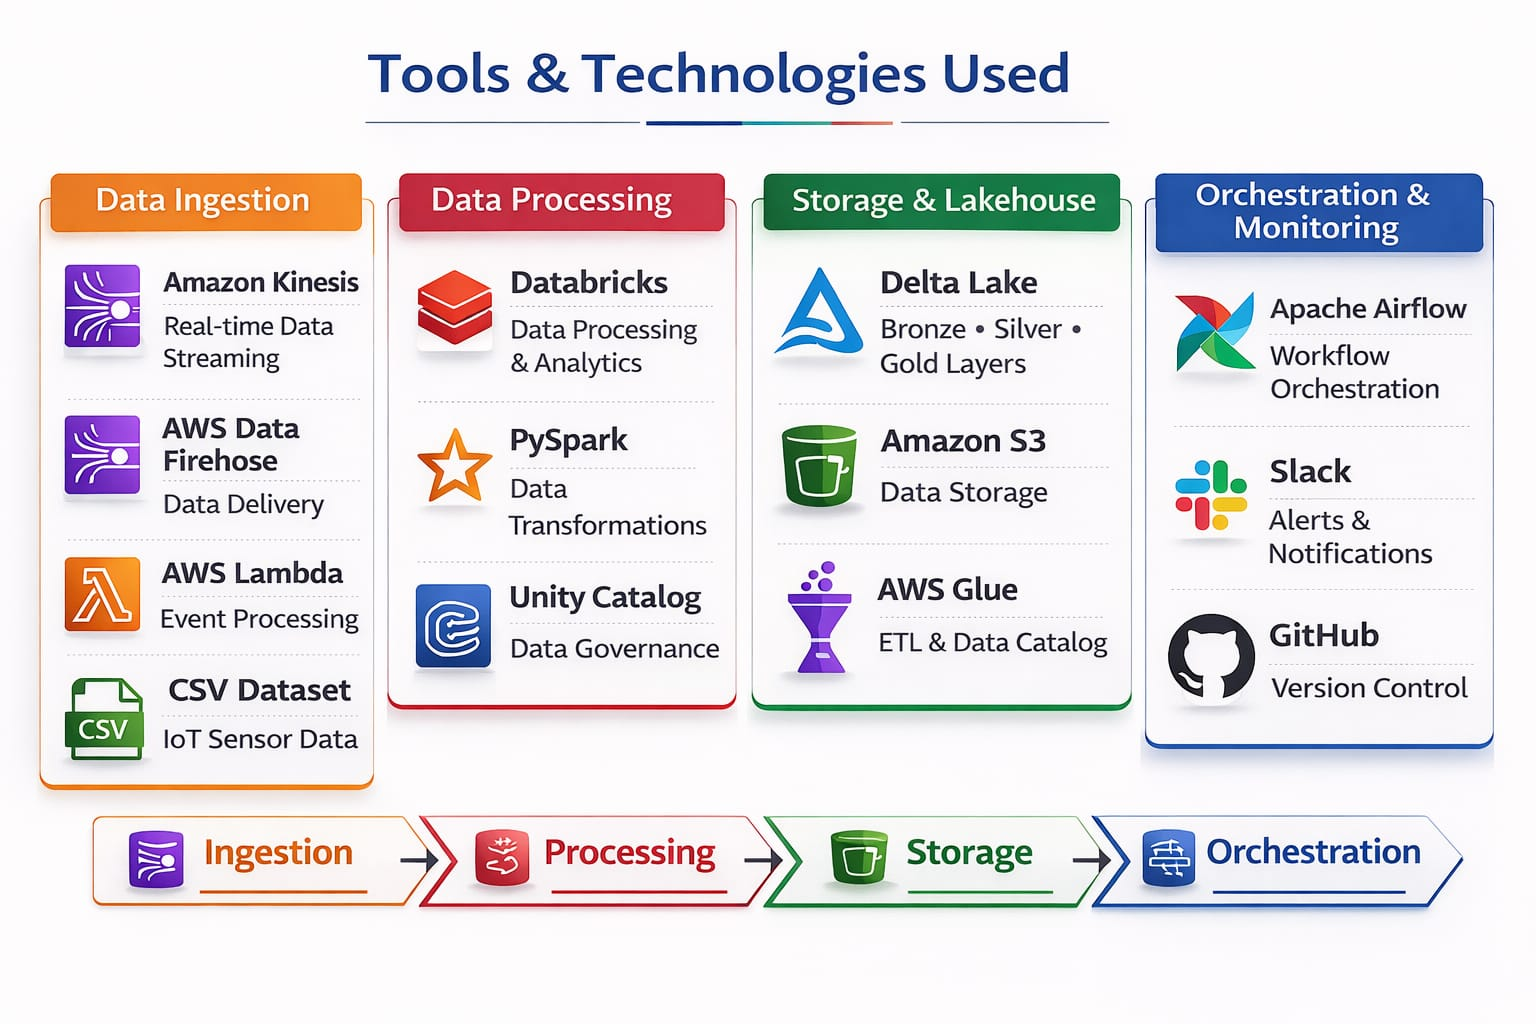 Tools & Technologies Used
Data Ingestion
Amazon Kinesis
Real-time Data
Streaming
AWS Data
Firehose
Data Delivery
AWS Lambda
Event Processing
CSV
CSV Dataset
IoT Sensor Data
Data Processing
Databricks
Data Processing
& Analytics
PySpark
Data
Transformations
Unity Catalog
Data Governance
Storage & Lakehouse
Delta Lake
Bronze • Silver •
Gold Layers
Amazon S3
Data Storage
AWS Glue
ETL & Data Catalog
Orchestration &
Monitoring
Apache Airflow
Workflow
Orchestration
Slack
Alerts &
Notifications
GitHub
Version Control
Ingestion
Processing
Storage
Orchestration